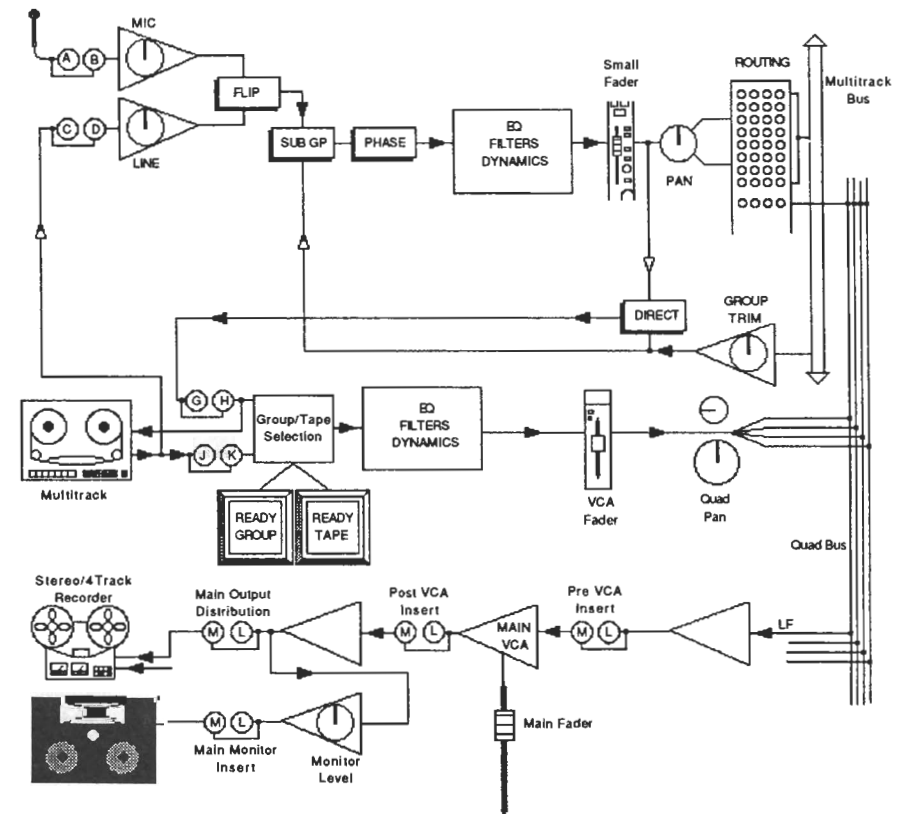 MIC
A B
FLIP
C D
LINE
SUB GP
PHASE
EQ
FILTERS
DYNAMICS
Small
Fader
PAN
ROUTING
Multitrack
Bus
DIRECT
GROUP
TRIM
G H
J K
Group/Tape
Selection
EQ
FILTERS
DYNAMICS
Multitrack
READY
GROUP
READY
TAPE
VCA
Fader
Quad
Pan
Quad Bus
Stereo/4Track
Recorder
Main Output
Distribution
M L
Post VCA
Insert
M L
MAIN
VCA
Pre VCA
Insert
M L
LF
Main Fader
M L
Main Monitor
Insert
Monitor
Level